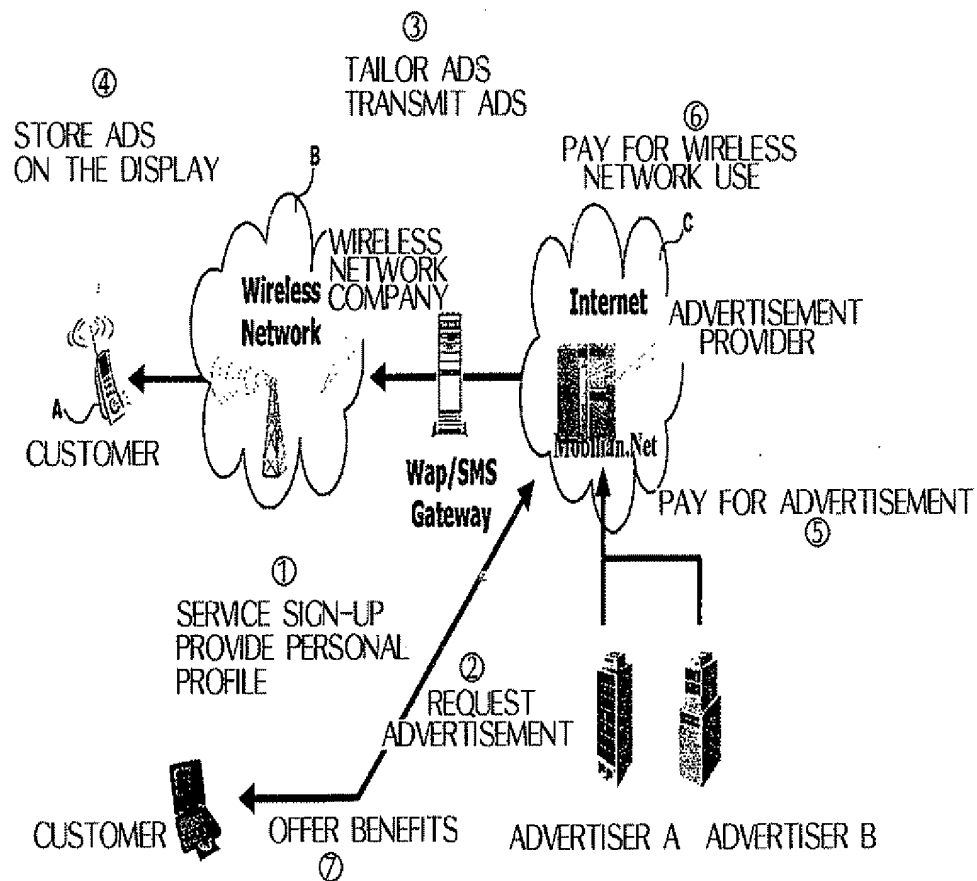 ③
TAILOR ADS
TRANSMIT ADS
④
STORE ADS
ON THE DISPLAY
⑥
PAY FOR WIRELESS
NETWORK USE
B
C
WIRELESS
NETWORK
COMPANY
Wireless
Network
Internet
ADVERTISEMENT
PROVIDER
A
CUSTOMER
Mobilian.Net
Wap/SMS
Gateway
PAY FOR ADVERTISEMENT
⑤
①
SERVICE SIGN-UP
PROVIDE PERSONAL
PROFILE
②
REQUEST
ADVERTISEMENT
CUSTOMER
OFFER BENEFITS
⑦
ADVERTISER A
ADVERTISER B